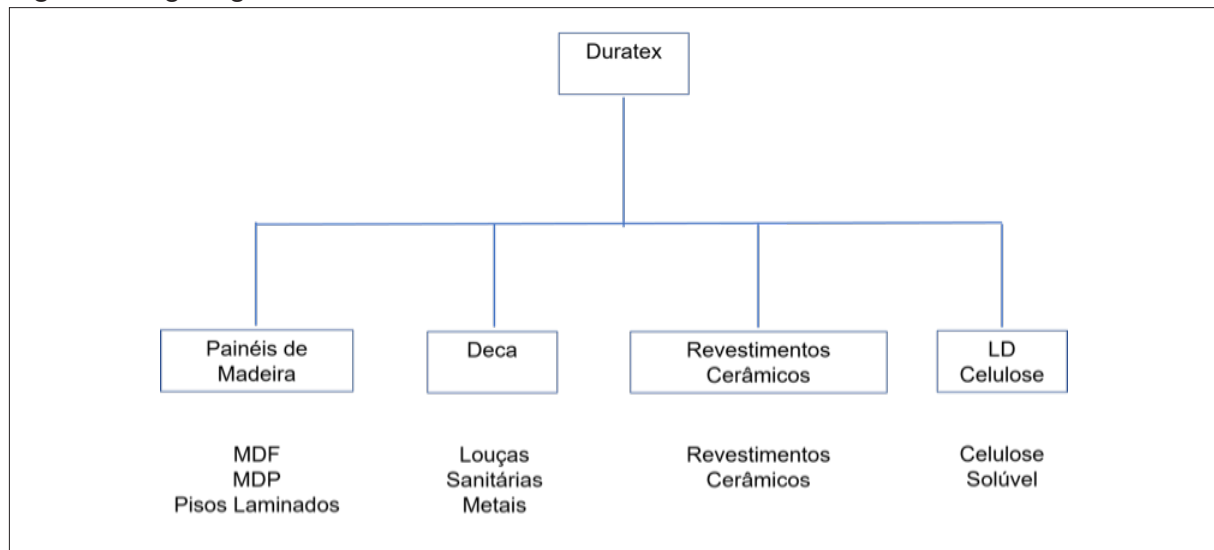 Duratex
Painéis de
Madeira
Deca
Revestimentos
Cerâmicos
LD
Celulose
MDF
MDP
Pisos Laminados
Louças
Sanitárias
Metais
Revestimentos
Cerâmicos
Celulose
Solúvel